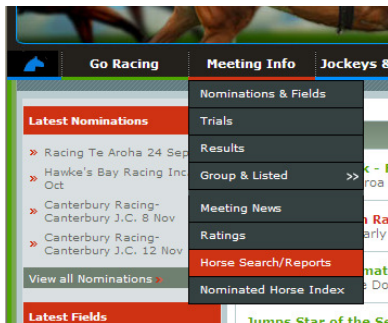 Go Racing
Meeting Info
Jockeys &
Nominations & Fields
Trials
Results
Group & Listed >>
Meeting News
Ratings
Horse Search/Reports
Nominated Horse Index
Latest Nominations
» Racing Te Aroha 24 Sep
» Hawke's Bay Racing Inc.
Oct
» Canterbury Racing-
Canterbury J.C. 8 Nov
» Canterbury Racing-
Canterbury J.C. 12 Nov
View all Nominations »
Latest Fields
Jumps Star of the Se